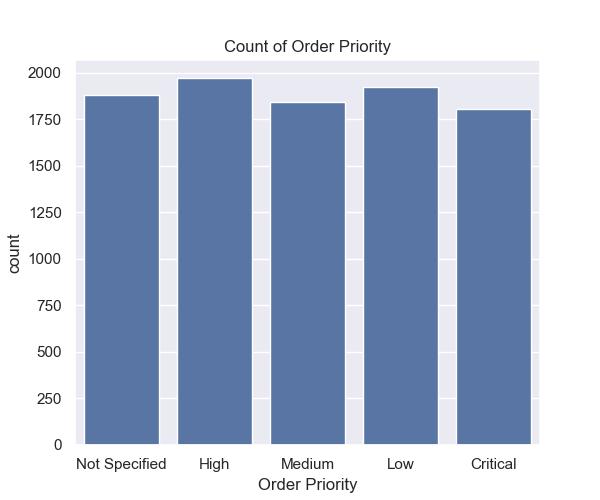 Count of Order Priority
2000
1750
1500
1250
1000
750
500
250
0
count
Not Specified High Medium Low Critical
Order Priority